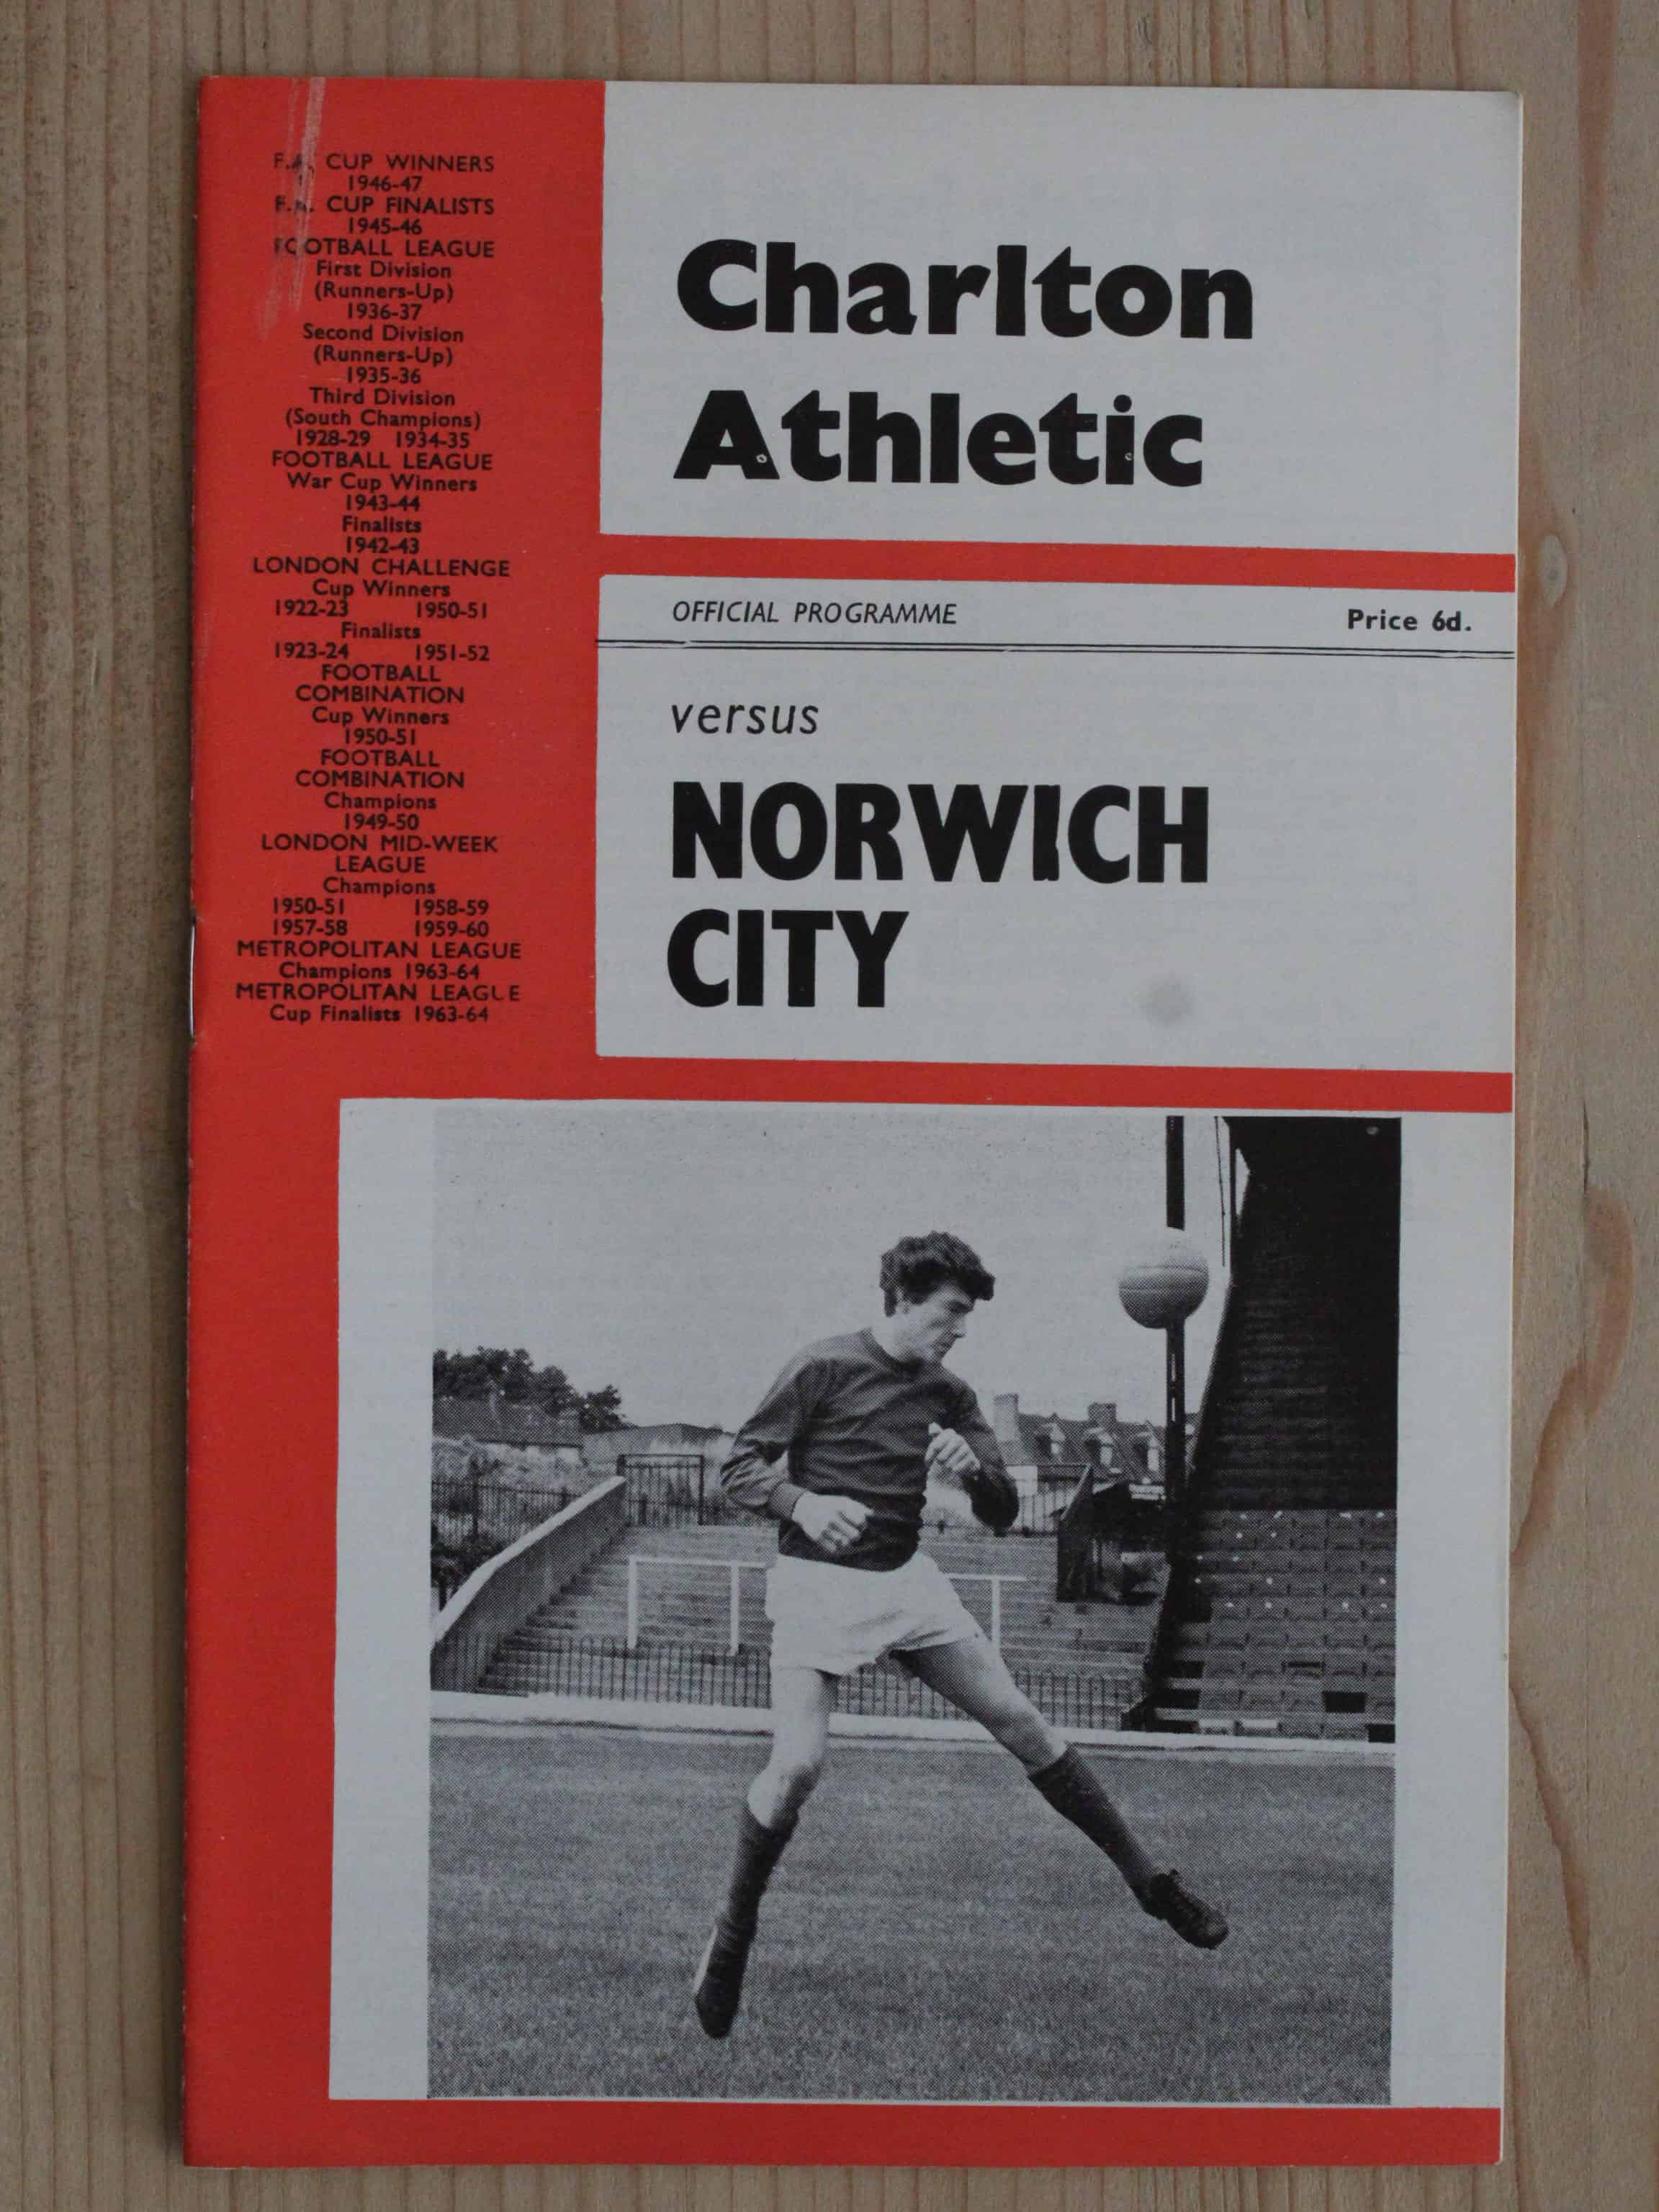 F.A. CUP WINNERS
1946-47
F.A. CUP FINALISTS
1945-46
FOOTBALL LEAGUE
First Division
(Runners-Up)
1936-37
Second Division
(Runners-Up)
1935-36
Third Division
(South Champions)
1928-29 1934-35
FOOTBALL LEAGUE
War Cup Winners
1943-44
Finalists
1942-43
LONDON CHALLENGE
Cup Winners
1922-23 1950-51
Finalists
1923-24 1951-52
FOOTBALL
COMBINATION
Cup Winners
1950-51
FOOTBALL
COMBINATION
Champions
1949-50
LONDON MID-WEEK
LEAGUE
Champions
1950-51 1958-59
1957-58 1959-60
METROPOLITAN LEAGUE
Champions 1963-64
METROPOLITAN LEAGUE
Cup Finalists 1963-64
Charlton
Athletic
OFFICIAL PROGRAMME Price 6d.
versus
NORWICH
CITY